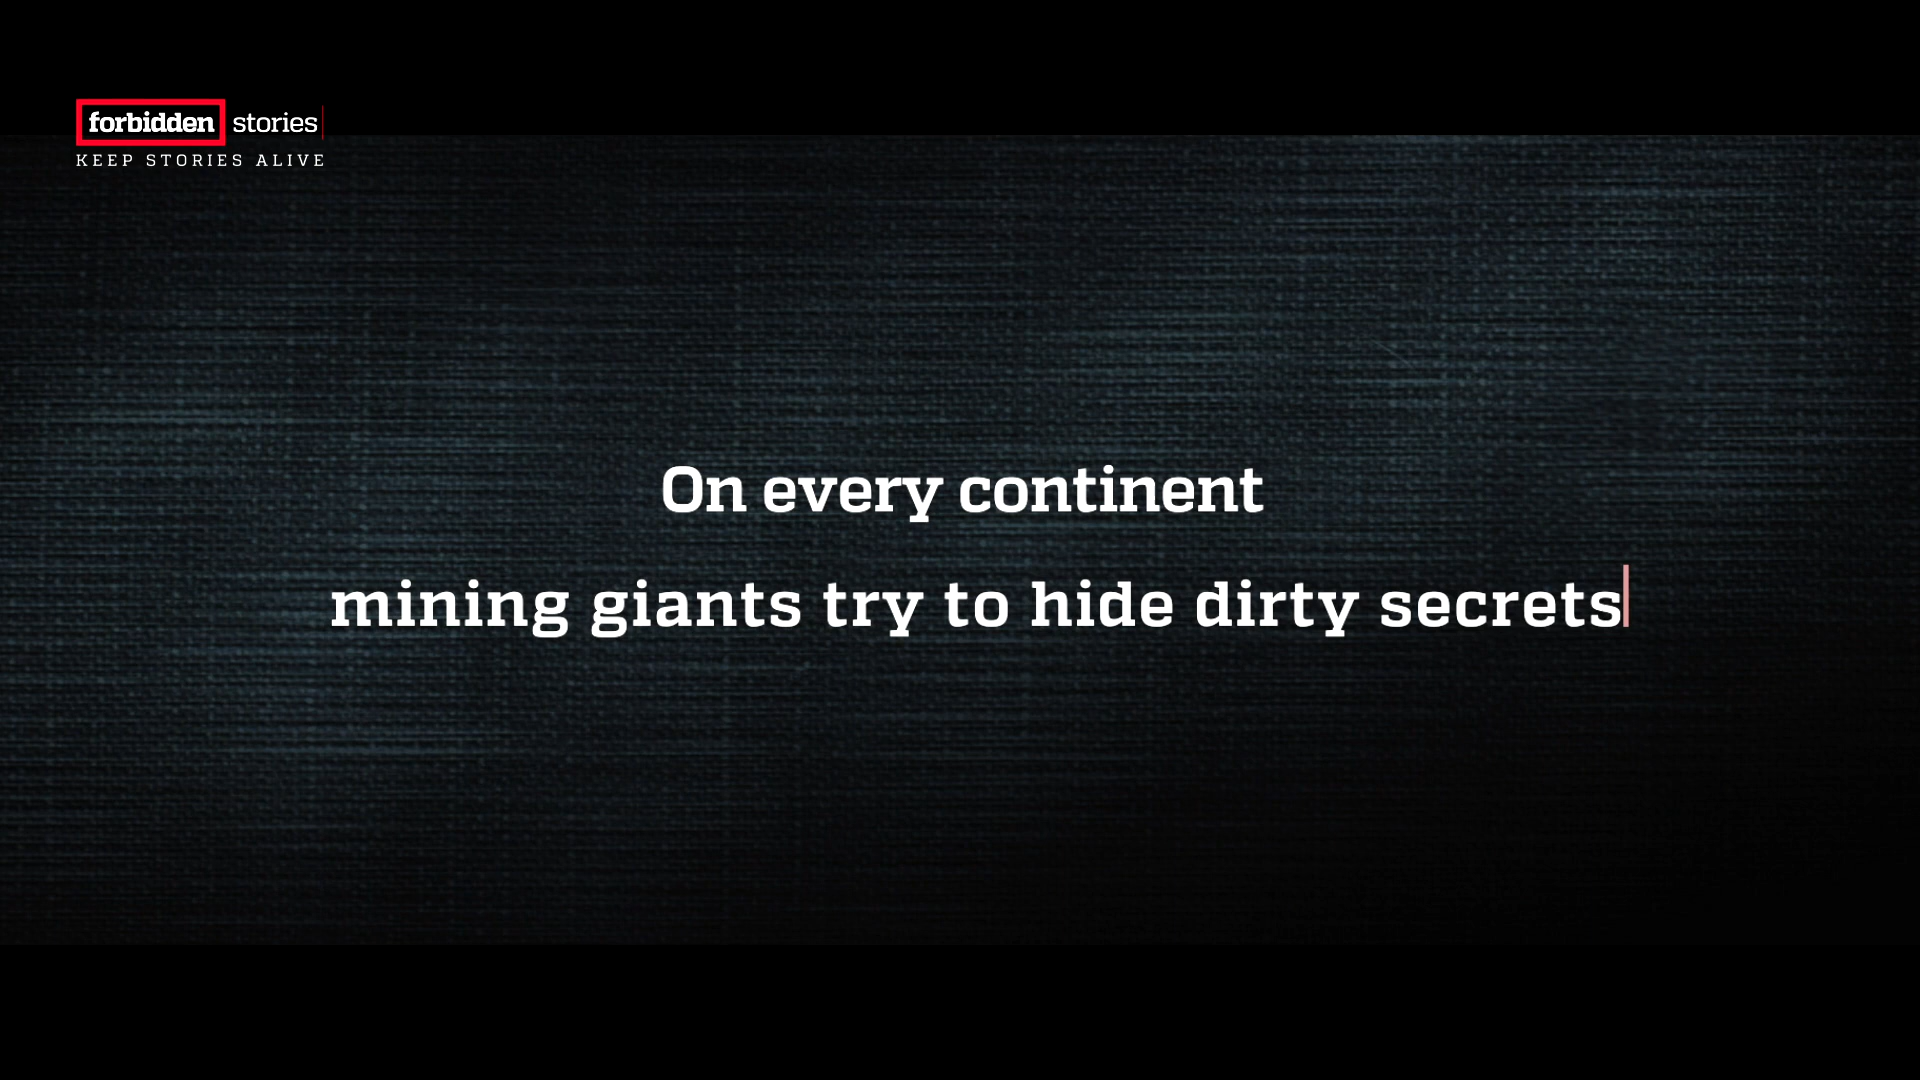 forbidden stories
KEEP STORIES ALIVE
On every continent
mining giants try to hide dirty secrets